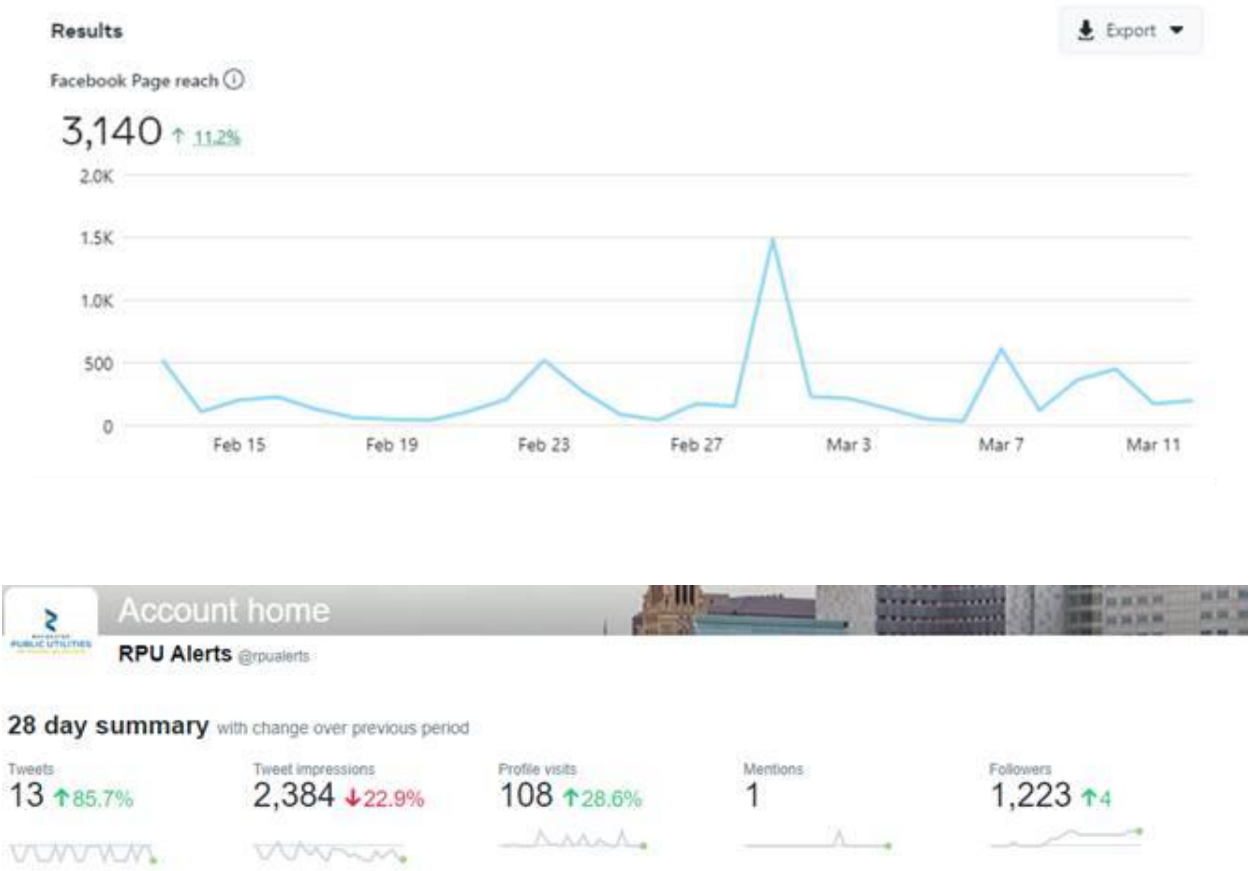 Results
Export
Facebook Page reach
3,140 ↑ 11.2%
2.0K
1.5K
1.0K
500
0
Feb 15 Feb 19 Feb 23 Feb 27 Mar 3 Mar 7 Mar 11
Account home
PUBLIC UTILITIES
RPU Alerts @rpualerts
28 day summary with change over previous period
Tweets Tweet impressions Profile visits Mentions Followers
13 ↑85.7% 2,384 ↓22.9% 108 ↑28.6% 1 1,223 ↑4